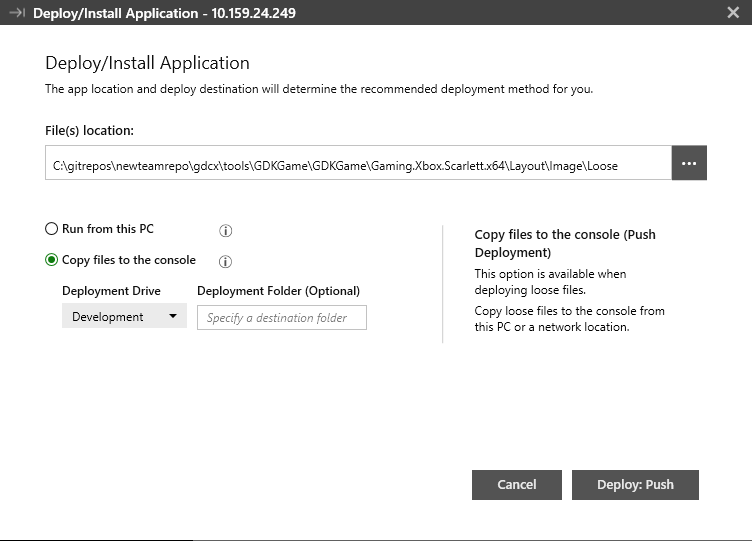 Deploy/Install Application - 10.159.24.249
Deploy/Install Application
The app location and deploy destination will determine the recommended deployment method for you.
File(s) location:
C:\gitrepos\newteamrepo\gdcx\tools\GDKGame\GDKGame\Gaming.Xbox.Scarlett.x64\Layout\Image\Loose
...
Run from this PC
Copy files to the console
Deployment Drive
Deployment Folder (Optional)
Development
Specify a destination folder
Copy files to the console (Push
Deployment)
This option is available when
deploying loose files.
Copy loose files to the console from
this PC or a network location.
Cancel
Deploy: Push